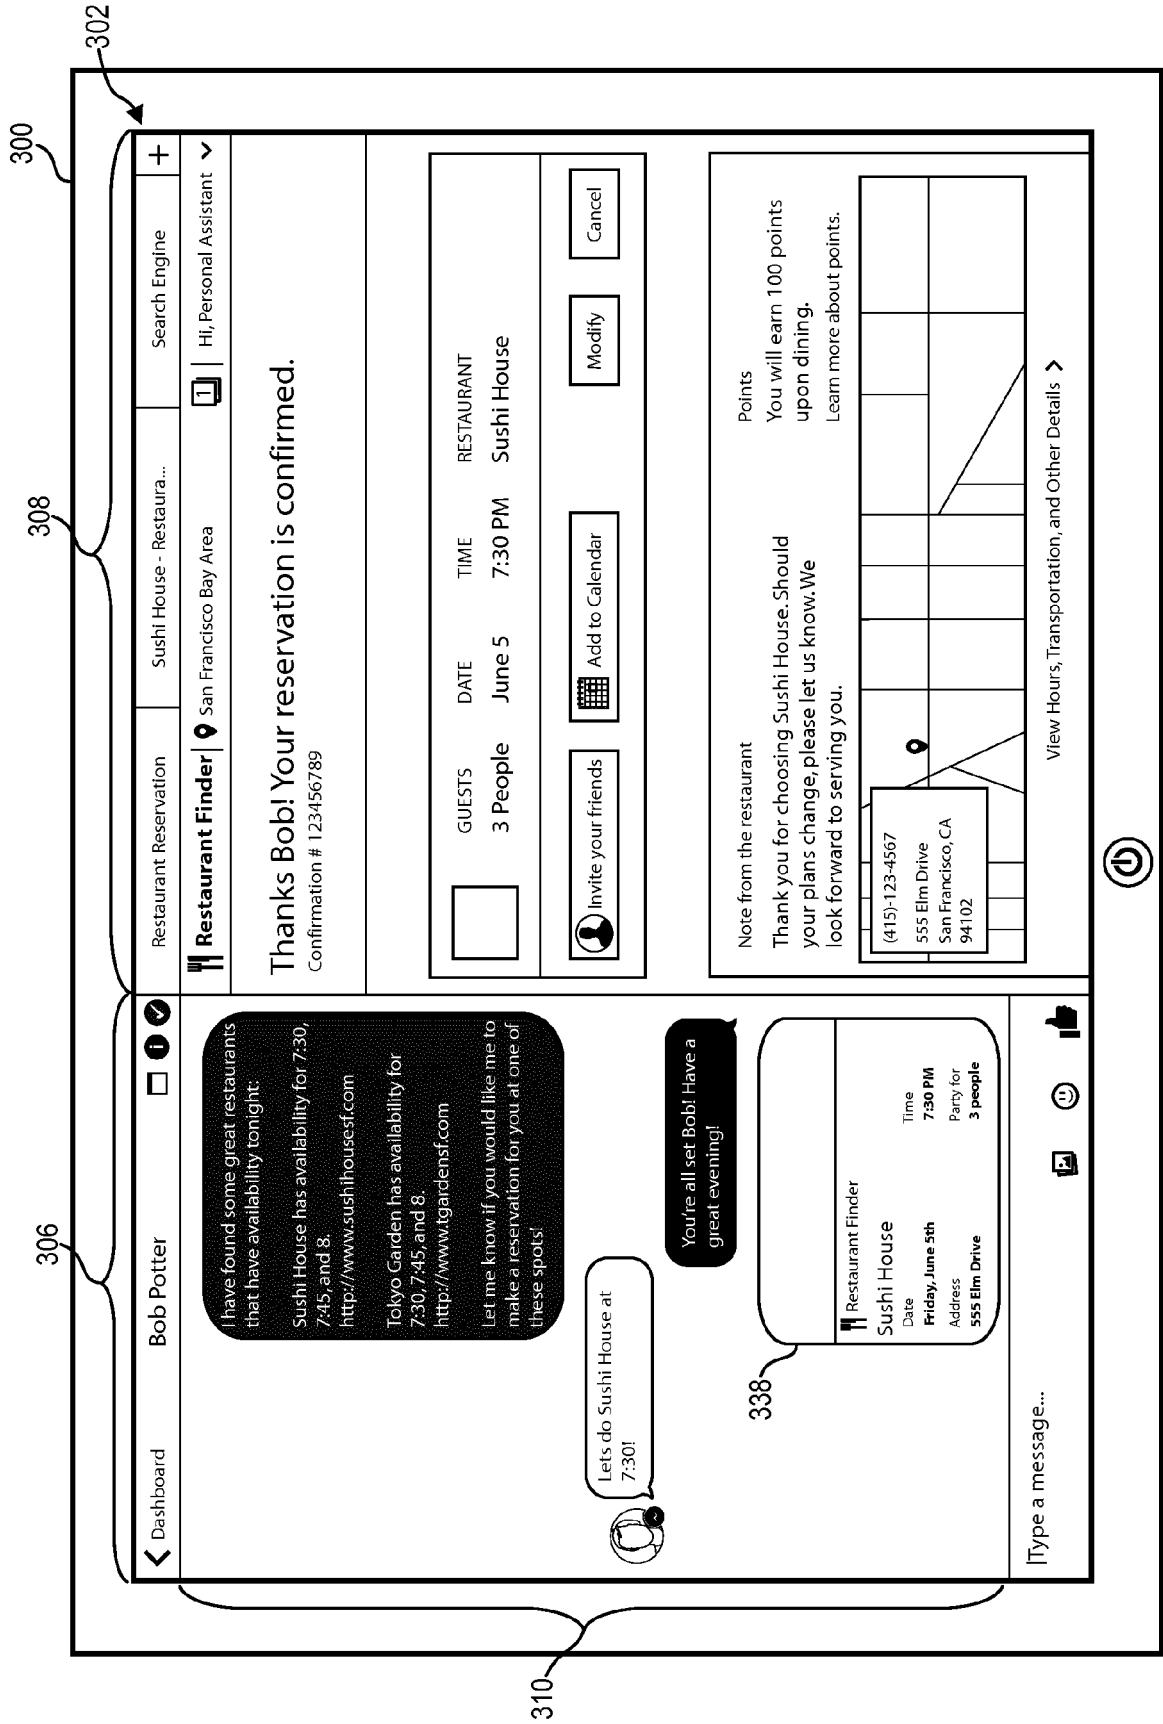 300
302
306
308
310
Dashboard
Bob Potter
I have found some great restaurants
that have availability tonight:
Sushi House has availability for 7:30,
7:45, and 8.
http://www.sushihousesf.com
Tokyo Garden has availability for
7:30, 7:45, and 8.
http://www.tgardensf.com
Let me know if you would like me to
make a reservation for you at one of
these spots!
Lets do Sushi House at
7:30!
You're all set Bob! Have a
great evening!
338
Restaurant Finder
Sushi House
Date
Time
Friday, June 5th
7:30 PM
Address
Party for
555 Elm Drive
3 people
Type a message...
Restaurant Reservation
Sushi House - Restaura...
Search Engine
+
Restaurant Finder
San Francisco Bay Area
1
Hi, Personal Assistant
Thanks Bob! Your reservation is confirmed.
Confirmation # 123456789
GUESTS
DATE
TIME
RESTAURANT
3 People
June 5
7:30 PM
Sushi House
Invite your friends
Add to Calendar
Modify
Cancel
Note from the restaurant
Thank you for choosing Sushi House. Should
your plans change, please let us know. We
look forward to serving you.
Points
You will earn 100 points
upon dining.
Learn more about points.
(415)-123-4567
555 Elm Drive
San Francisco, CA
94102
View Hours, Transportation, and Other Details